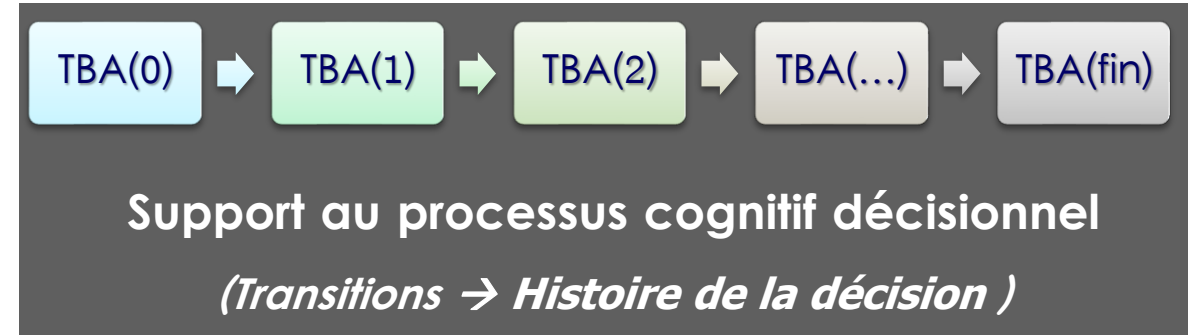 TBA(0) TBA(1) TBA(2) TBA(...) TBA(fin)
Support au processus cognitif décisionnel
(Transitions → Histoire de la décision )